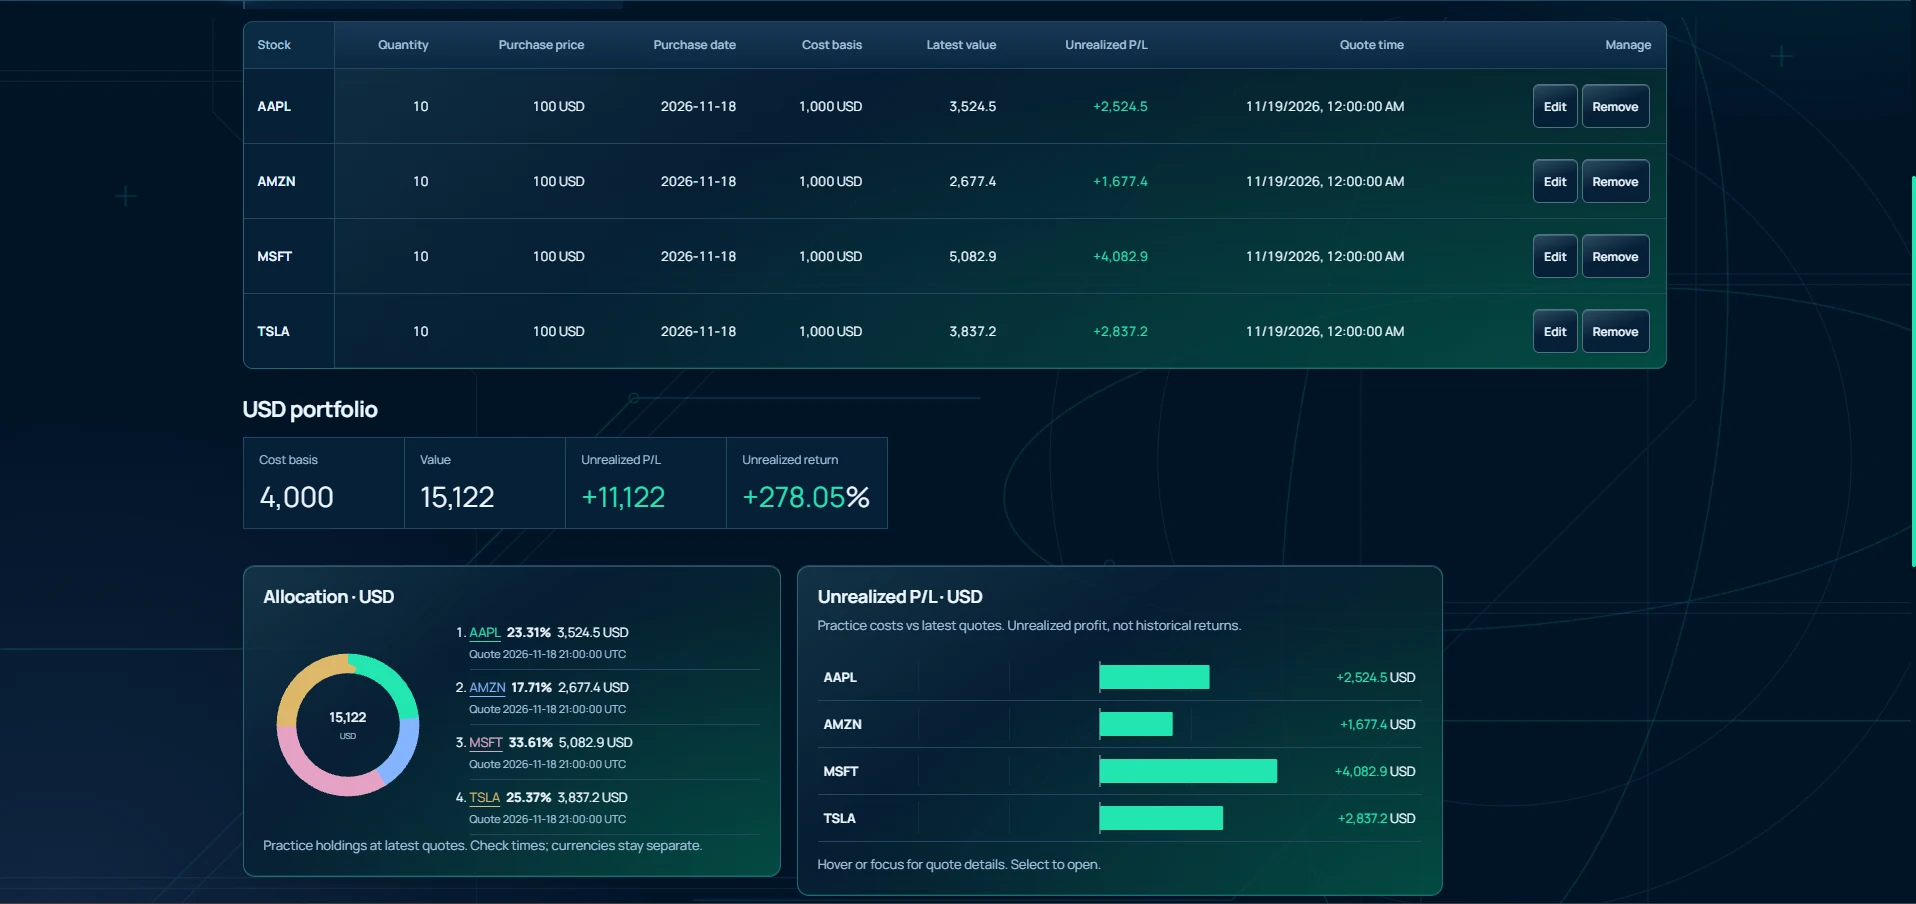 Stock Quantity Purchase price Purchase date Cost basis Latest value Unrealized P/L Quote time Manage
AAPL 10 100 USD 2026-11-18 1,000 USD 3,524.5 +2,524.5 11/19/2026, 12:00:00 AM Edit Remove
AMZN 10 100 USD 2026-11-18 1,000 USD 2,677.4 +1,677.4 11/19/2026, 12:00:00 AM Edit Remove
MSFT 10 100 USD 2026-11-18 1,000 USD 5,082.9 +4,082.9 11/19/2026, 12:00:00 AM Edit Remove
TSLA 10 100 USD 2026-11-18 1,000 USD 3,837.2 +2,837.2 11/19/2026, 12:00:00 AM Edit Remove
USD portfolio
Cost basis Value Unrealized P/L Unrealized return
4,000 15,122 +11,122 +278.05%
Allocation · USD
15,122
USD
1. AAPL 23.31% 3,524.5 USD
Quote 2026-11-18 21:00:00 UTC
2. AMZN 17.71% 2,677.4 USD
Quote 2026-11-18 21:00:00 UTC
3. MSFT 33.61% 5,082.9 USD
Quote 2026-11-18 21:00:00 UTC
4. TSLA 25.37% 3,837.2 USD
Quote 2026-11-18 21:00:00 UTC
Practice holdings at latest quotes. Check times; currencies stay separate.
Unrealized P/L · USD
Practice costs vs latest quotes. Unrealized profit, not historical returns.
AAPL +2,524.5 USD
AMZN +1,677.4 USD
MSFT +4,082.9 USD
TSLA +2,837.2 USD
Hover or focus for quote details. Select to open.